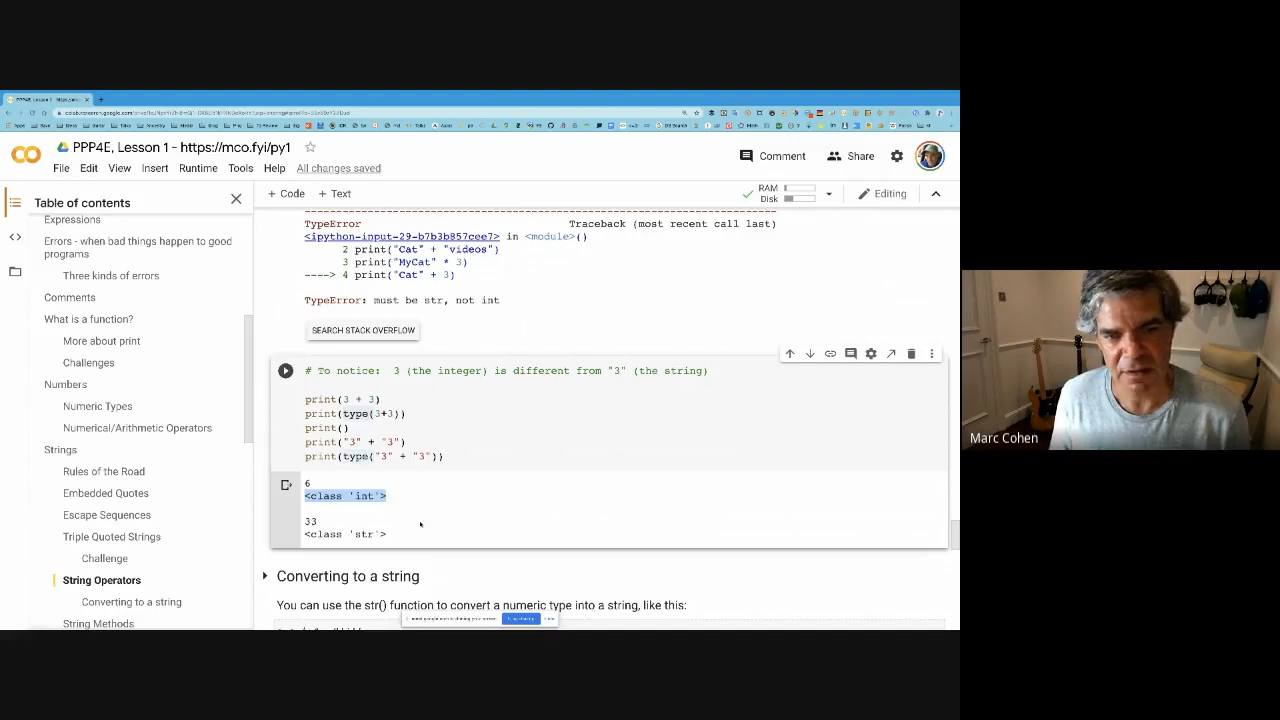 PPP4E, Lesson 1 - https://mco.fyi/py1
File Edit View Insert Runtime Tools Help All changes saved
Comment Share
+ Code + Text
RAM
Disk
Editing
Table of contents
Expressions
Errors - when bad things happen to good
programs
Three kinds of errors
Comments
What is a function?
More about print
Challenges
Numbers
Numerical Types
Numerical/Arithmetic Operators
Strings
Rules of the Road
Embedded Quotes
Escape Sequences
Triple Quoted Strings
Challenge
String Operators
Converting to a string
String Methods
TypeError Traceback (most recent call last)
<ipython-input-29-b7b3b857cee7> in <module>()
2 print("Cat" + "videos")
3 print("MyCat" * 3)
----> 4 print("Cat" + 3)
TypeError: must be str, not int
SEARCH STACK OVERFLOW
# To notice: 3 (the integer) is different from "3" (the string)
print(3 + 3)
print(type(3+3))
print()
print("3" + "3")
print(type("3" + "3"))
6
<class 'int'>
33
<class 'str'>
Converting to a string
You can use the str() function to convert a numeric type into a string, like this:
Marc Cohen